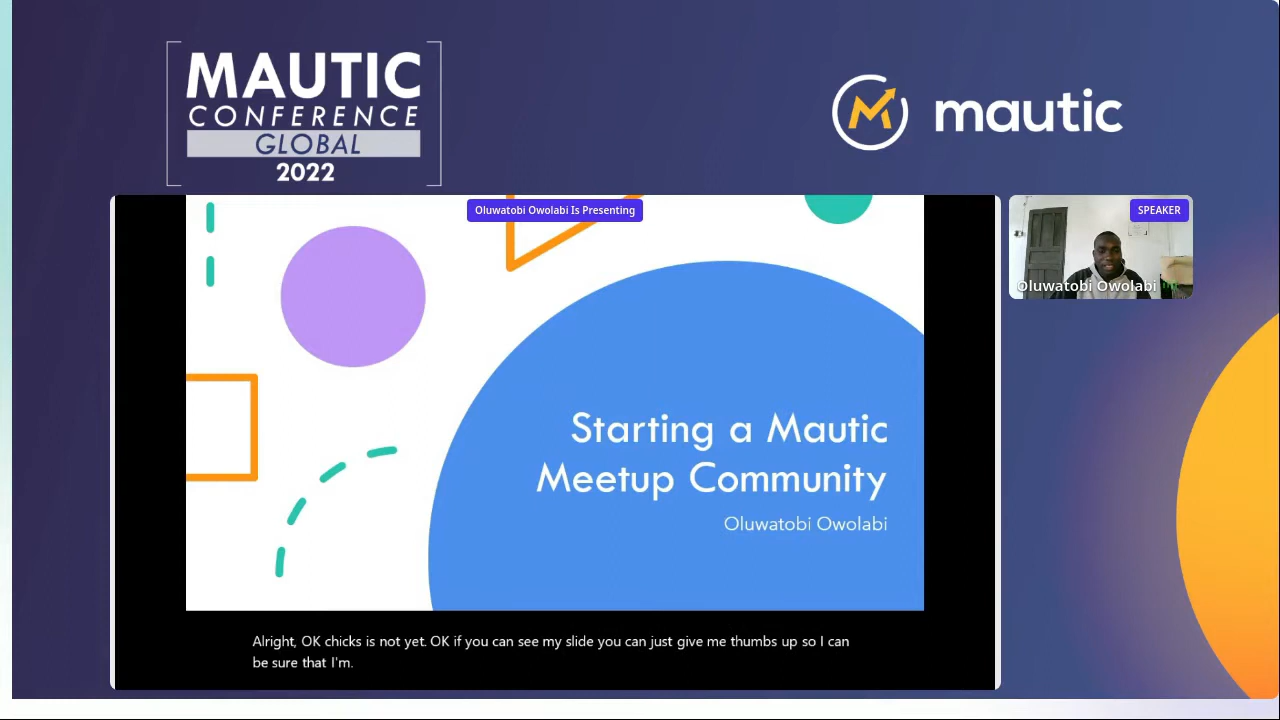 MAUTIC
CONFERENCE
GLOBAL
2022
mautic
Oluwatobi Owolabi Is Presenting
SPEAKER
Oluwatobi Owolabi
Starting a Mautic
Meetup Community
Oluwatobi Owolabi
Alright, OK chicks is not yet. OK if you can see my slide you can just give me thumbs up so I can
be sure that I'm.